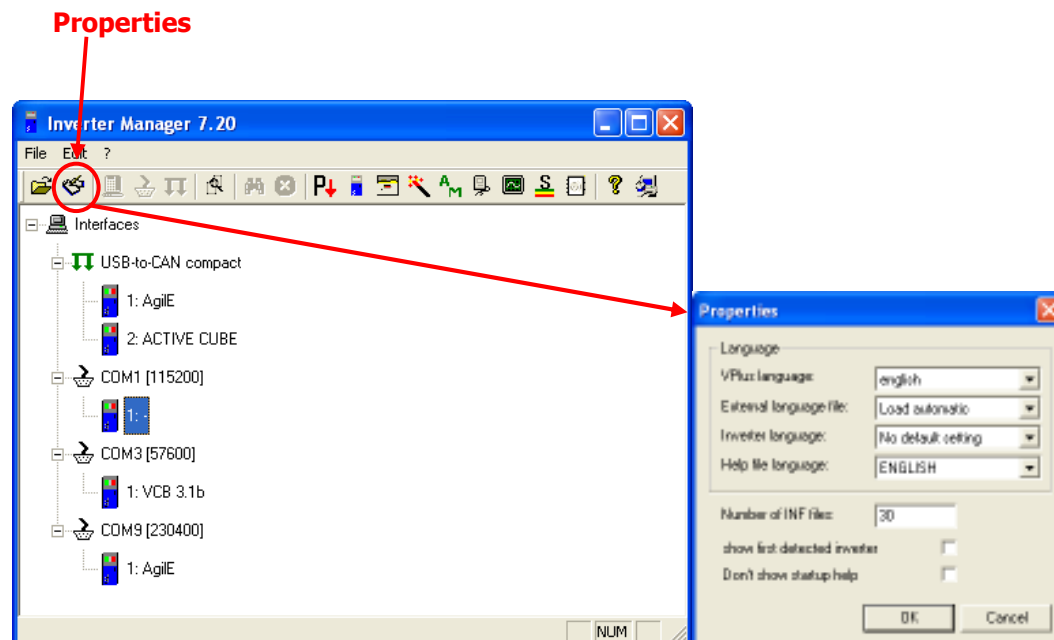 Properties
Inverter Manager 7.20
File Edit ?
Interfaces
USB-to-CAN compact
1: AgilE
2: ACTIVE CUBE
COM1 [115200]
1: -
COM3 [57600]
1: VCB 3.1b
COM9 [230400]
1: AgilE
NUM
Properties
Language
VPlus language: english
External language file: Load automatic
Inverter language: No default setting
Help file language: ENGLISH
Number of INF files: 30
show first detected inverter
Don't show startup help
OK Cancel